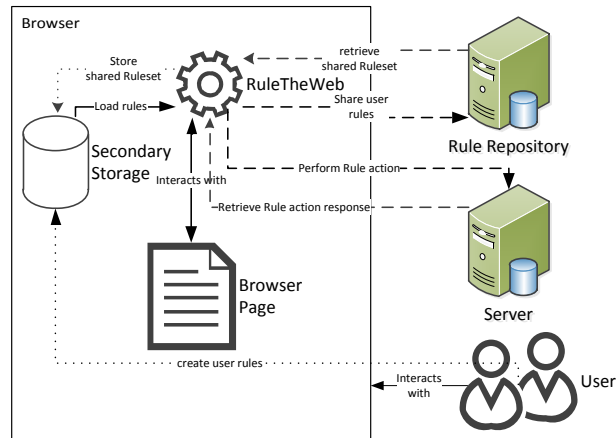 Browser
Store
shared Ruleset
RuleTheWeb
retrieve
shared Ruleset
Load rules
Share user
rules
Secondary
Storage
Rule Repository
Perform Rule action
Interacts with
Retrieve Rule action response
Browser
Page
Server
create user rules
Interacts
with
User